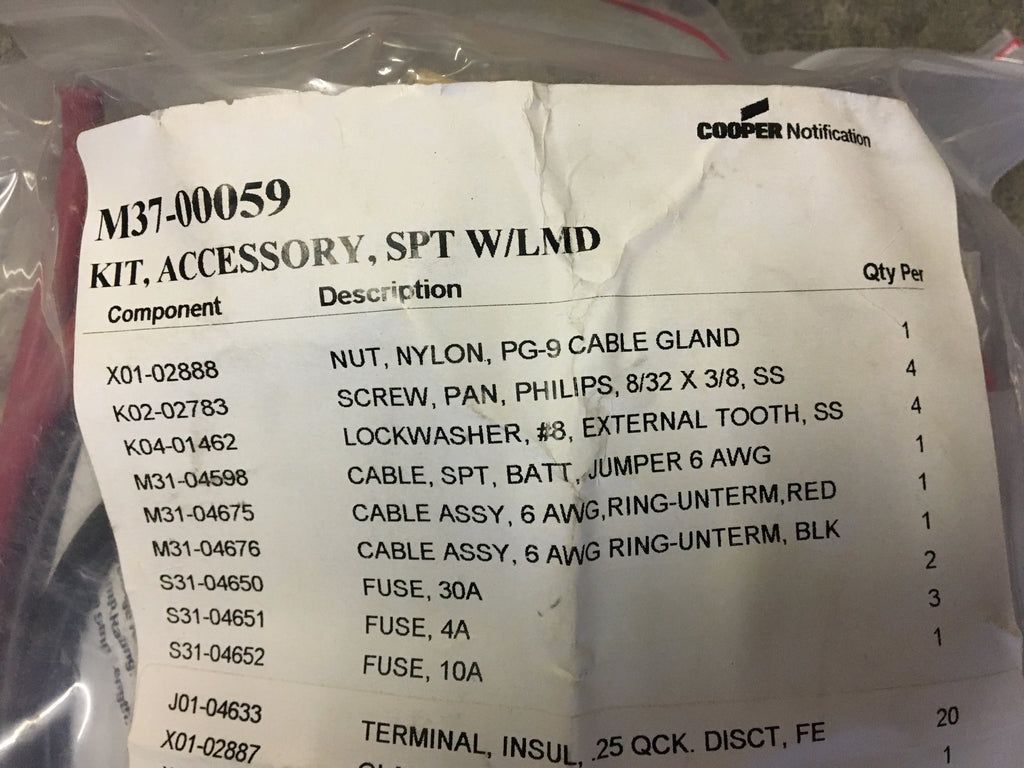 COOPER Notification
M37-00059
KIT, ACCESSORY, SPT W/LMD
Component Description Qty Per
X01-02888 NUT, NYLON, PG-9 CABLE GLAND 1
K02-02783 SCREW, PAN, PHILIPS, 8/32 X 3/8, SS 4
K04-01462 LOCKWASHER, #8, EXTERNAL TOOTH, SS 4
M31-04598 CABLE, SPT, BATT, JUMPER 6 AWG 1
M31-04675 CABLE ASSY, 6 AWG,RING-UNTERM,RED 1
M31-04676 CABLE ASSY, 6 AWG RING-UNTERM, BLK 1
S31-04650 FUSE, 30A 2
S31-04651 FUSE, 4A 3
S31-04652 FUSE, 10A 1
J01-04633 TERMINAL, INSUL, .25 QCK. DISCT, FE 20
X01-02887 1